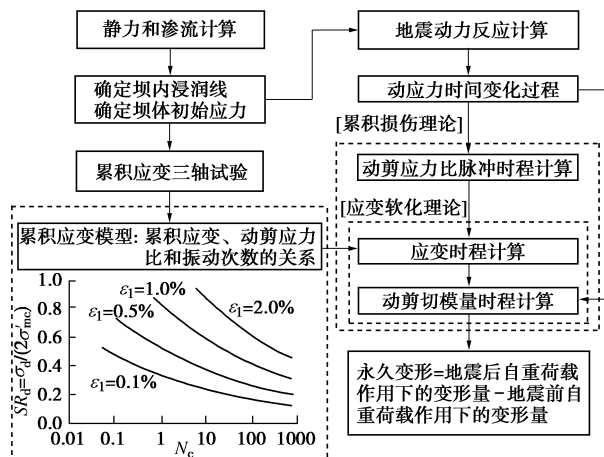 静力和渗流计算
确定坝内浸润线
确定坝体初始应力
累积应变三轴试验
累积应变模型: 累积应变、动剪应力
比和振动次数的关系
SRd=σd/(2σmc)
1.0
0.8
0.6
0.4
0.2
0.0
ε1=1.0%
ε1=0.5%
ε1=2.0%
ε1=0.1%
0.01 0.1 1 10 100 1000
Nc
地震动力反应计算
动应力时间变化过程
[累积损伤理论]
动剪应力比脉冲时程计算
[应变软化理论]
应变时程计算
动剪切模量时程计算
永久变形=地震后自重荷载
作用下的变形量-地震前自
重荷载作用下的变形量